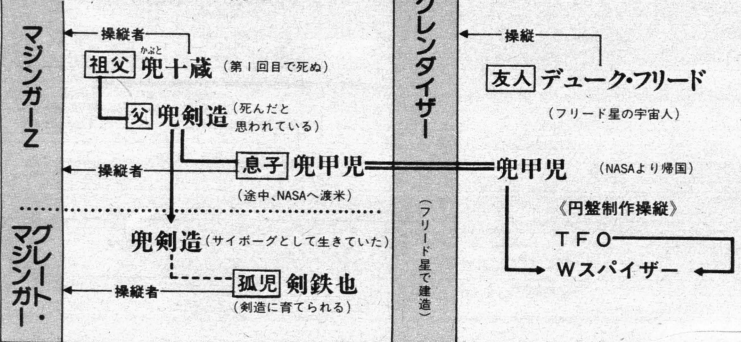 マジンガーZ
操縦者
祖父 兜十蔵 (第1回目で死ぬ)
かぶと
父 兜剣造 (死んだと
思われている)
操縦者
息子 兜甲児
(途中、NASAへ渡米)
グレート・
マジンガー
兜剣造 (サイボーグとして生きていた)
操縦者
孤児 剣鉄也
(剣造に育てられる)
グレンダイザー
(フリード星で建造)
操縦
友人 デューク・フリード
(フリード星の宇宙人)
兜甲児 (NASAより帰国)
《円盤制作操縦》
TFO
Wスパイザー